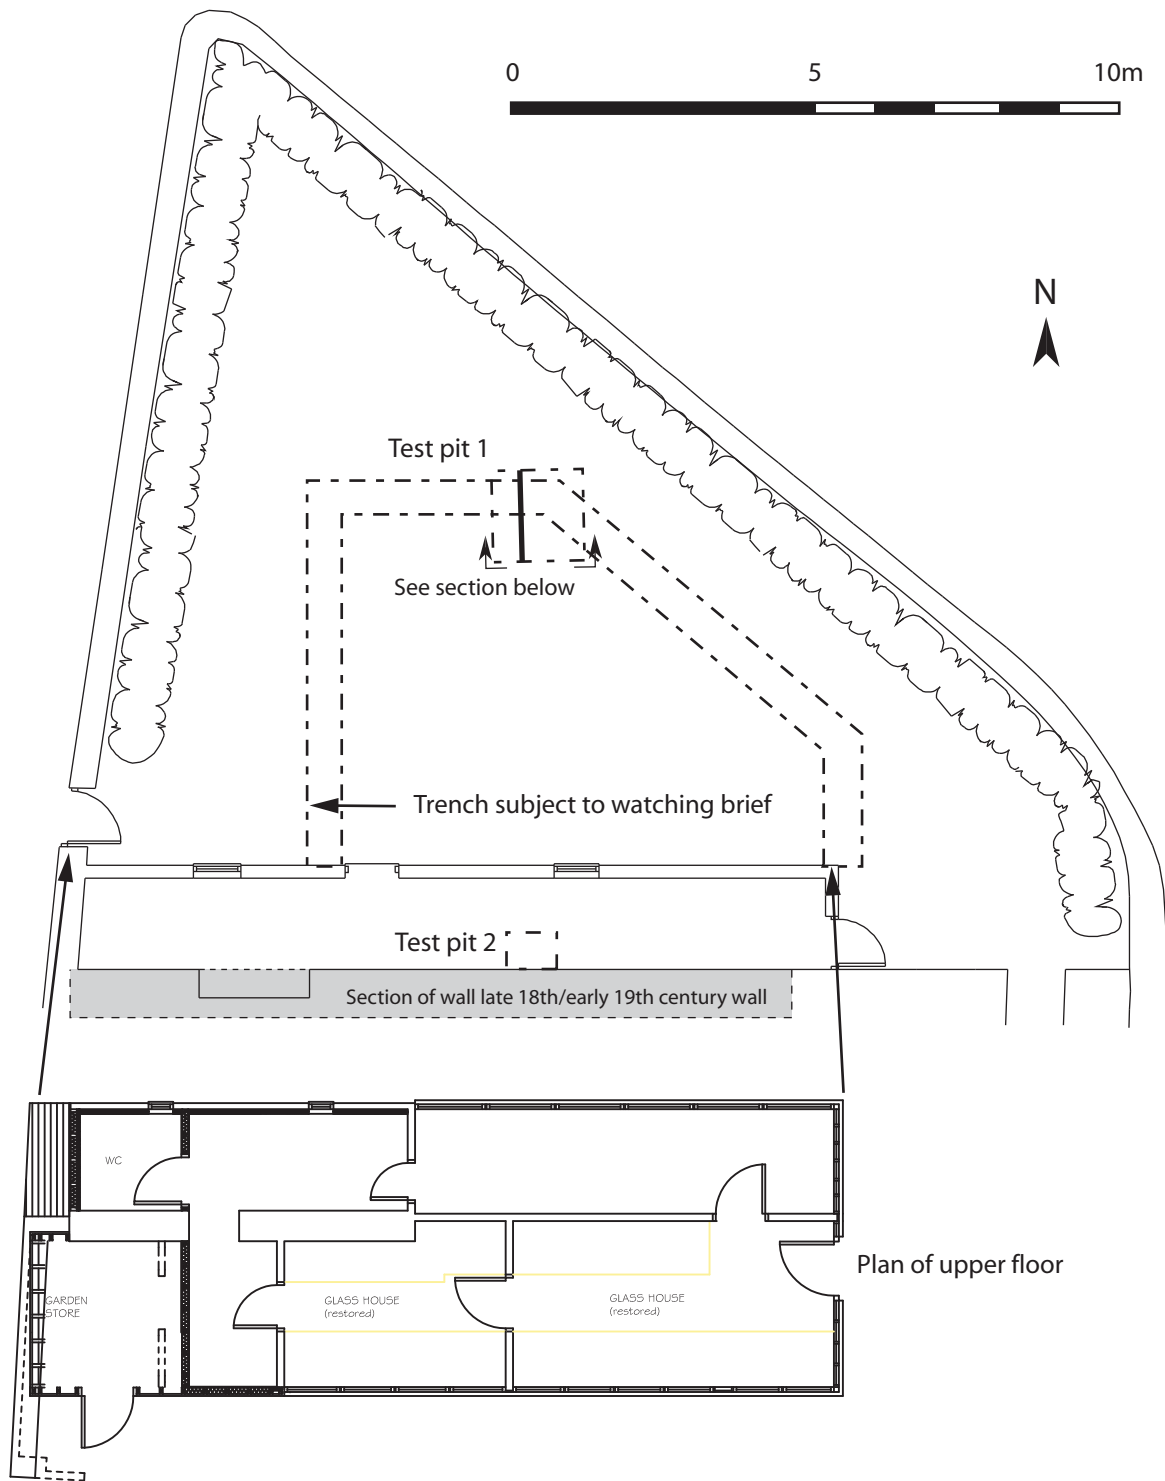 0 5 10m
N
Test pit 1
See section below
Trench subject to watching brief
Test pit 2
Section of wall late 18th/early 19th century wall
WC
Plan of upper floor
GARDEN
STORE
GLASS HOUSE
(restored)
GLASS HOUSE
(restored)